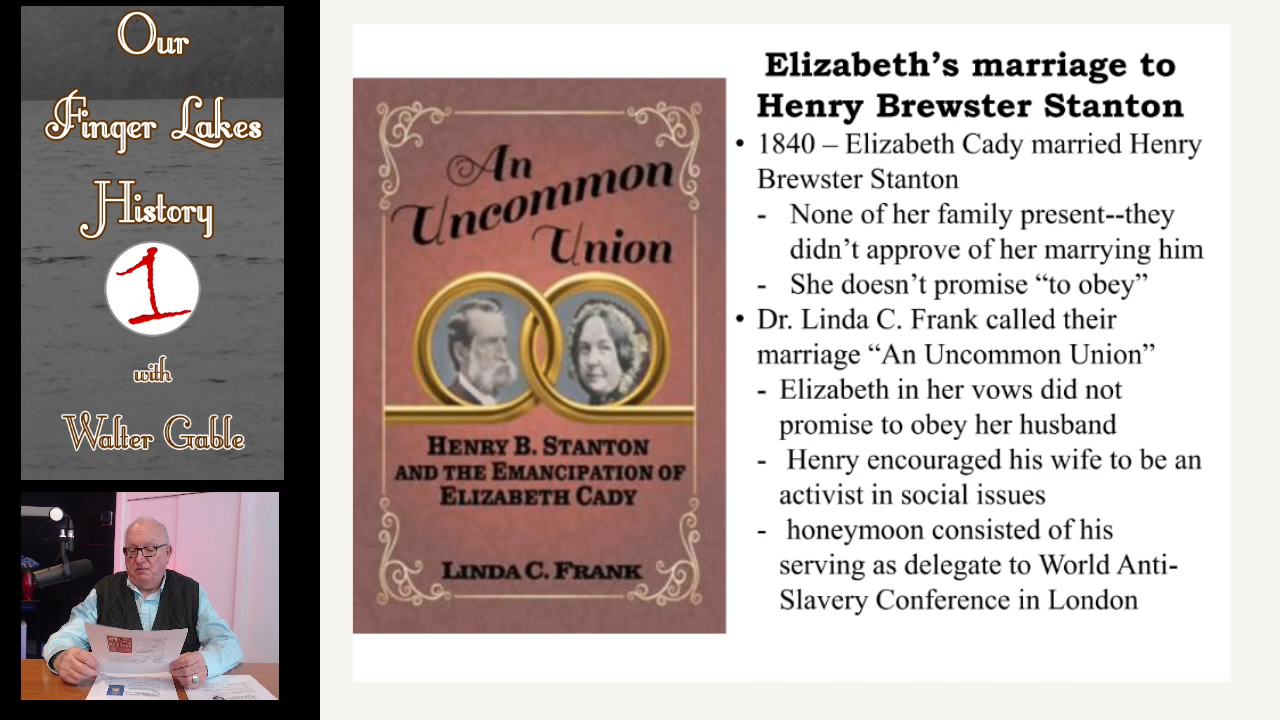 Our
Finger Lakes
History
1
with
Walter Gable
An
Uncommon
Union
HENRY B. STANTON
AND THE EMANCIPATION OF
ELIZABETH CADY
LINDA C. FRANK
Elizabeth’s marriage to
Henry Brewster Stanton
• 1840 – Elizabeth Cady married Henry
Brewster Stanton
- None of her family present--they
didn’t approve of her marrying him
- She doesn’t promise “to obey”
• Dr. Linda C. Frank called their
marriage “An Uncommon Union”
- Elizabeth in her vows did not
promise to obey her husband
- Henry encouraged his wife to be an
activist in social issues
- honeymoon consisted of his
serving as delegate to World Anti-
Slavery Conference in London